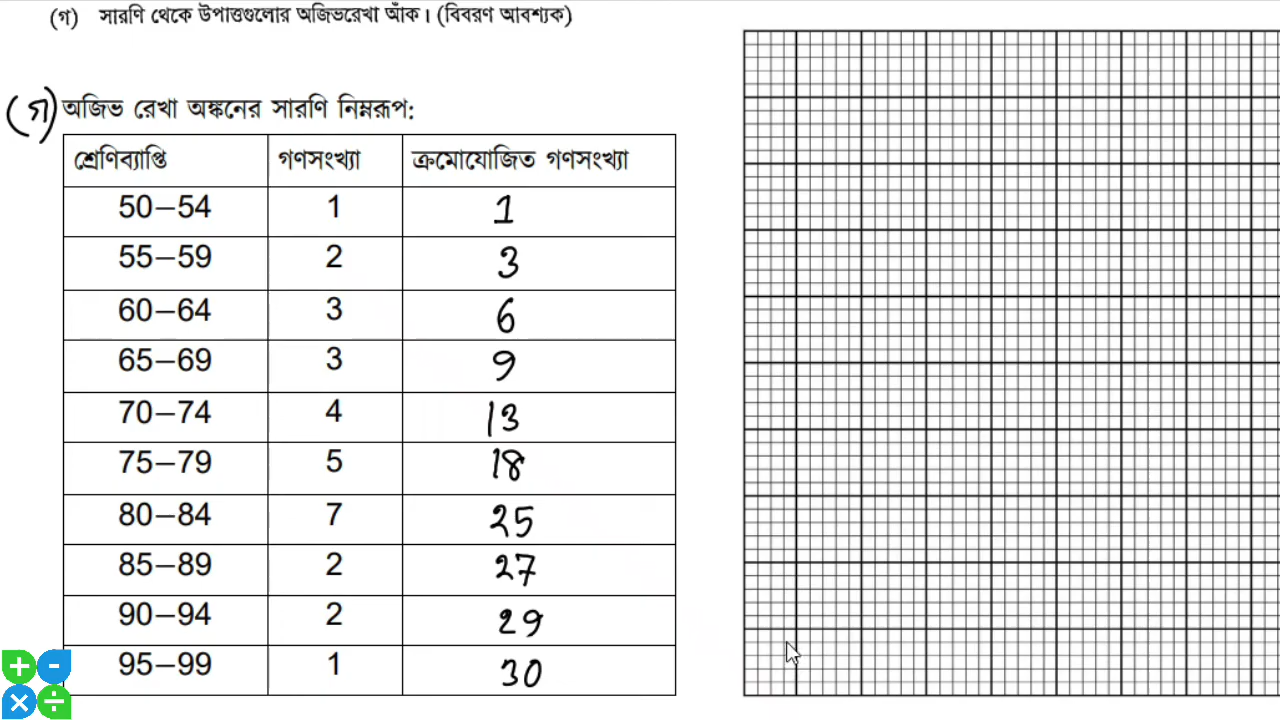 (গ) সারণি থেকে উপাত্তগুলোর অজিভরেখা আঁক। (বিবরণ আবশ্যক)
(গ) অজিভ রেখা অঙ্কনের সারণি নিম্নরূপ:
শ্রেণিব্যাপ্তি গণসংখ্যা ক্রমোযোজিত গণসংখ্যা
50–54 1 1
55–59 2 3
60–64 3 6
65–69 3 9
70–74 4 13
75–79 5 18
80–84 7 25
85–89 2 27
90–94 2 29
95–99 1 30
+ -
× ÷